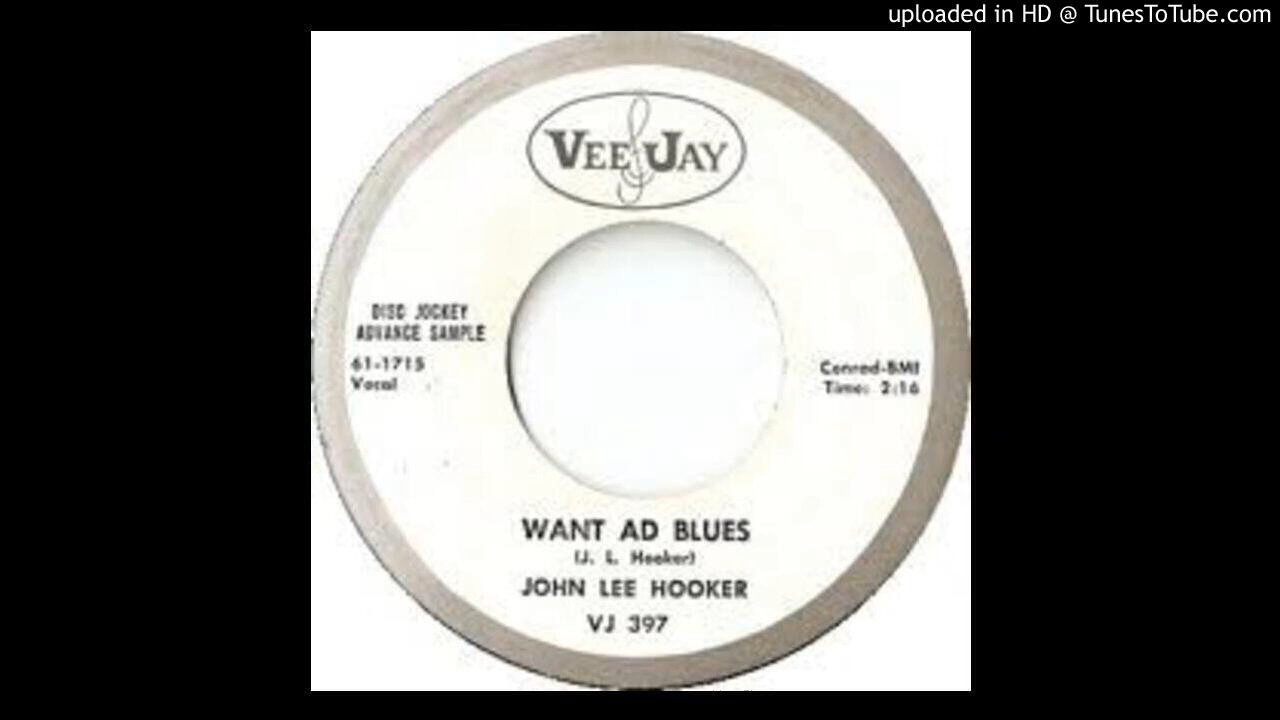 uploaded in HD @ TunesToTube.com
VEE JAY
DISC JOCKEY
ADVANCE SAMPLE
61-1715
Vocal
Conrad-BMI
Time: 2:16
WANT AD BLUES
(J. L. Hooker)
JOHN LEE HOOKER
VJ 397